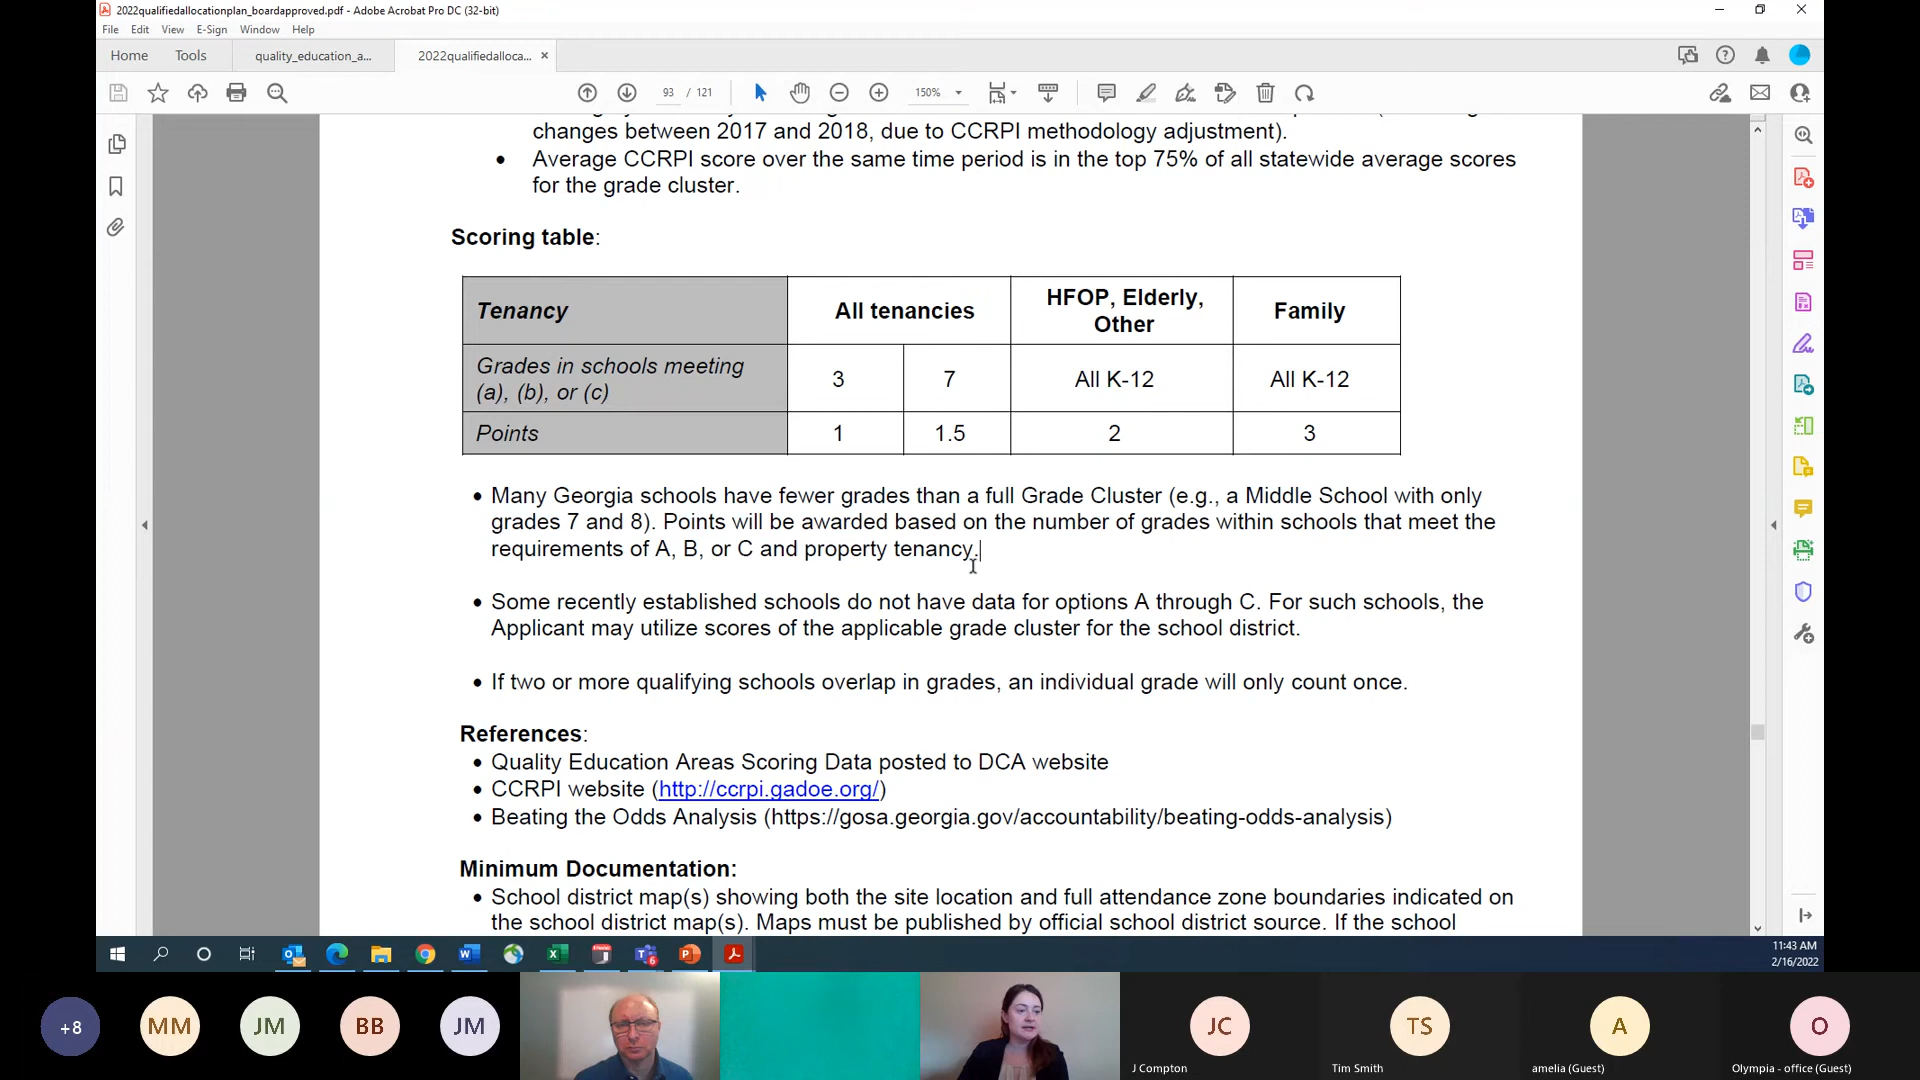 2022qualifiedallocationplan_boardapproved.pdf - Adobe Acrobat Pro DC (32-bit)
File Edit View E-Sign Window Help
Home Tools quality_education_a... 2022qualifiedalloca... ×
93 / 121 150%
changes between 2017 and 2018, due to CCRPI methodology adjustment).
• Average CCRPI score over the same time period is in the top 75% of all statewide average scores
for the grade cluster.
Scoring table:
Tenancy All tenancies HFOP, Elderly, Other Family
Grades in schools meeting (a), (b), or (c) 3 7 All K-12 All K-12
Points 1 1.5 2 3
• Many Georgia schools have fewer grades than a full Grade Cluster (e.g., a Middle School with only
grades 7 and 8). Points will be awarded based on the number of grades within schools that meet the
requirements of A, B, or C and property tenancy.
• Some recently established schools do not have data for options A through C. For such schools, the
Applicant may utilize scores of the applicable grade cluster for the school district.
• If two or more qualifying schools overlap in grades, an individual grade will only count once.
References:
• Quality Education Areas Scoring Data posted to DCA website
• CCRPI website (http://ccrpi.gadoe.org/)
• Beating the Odds Analysis (https://gosa.georgia.gov/accountability/beating-odds-analysis)
Minimum Documentation:
• School district map(s) showing both the site location and full attendance zone boundaries indicated on
the school district map(s). Maps must be published by official school district source. If the school
11:43 AM
2/16/2022
+8 MM JM BB JM JC TS A O
J Compton Tim Smith amelia (Guest) Olympia - office (Guest)